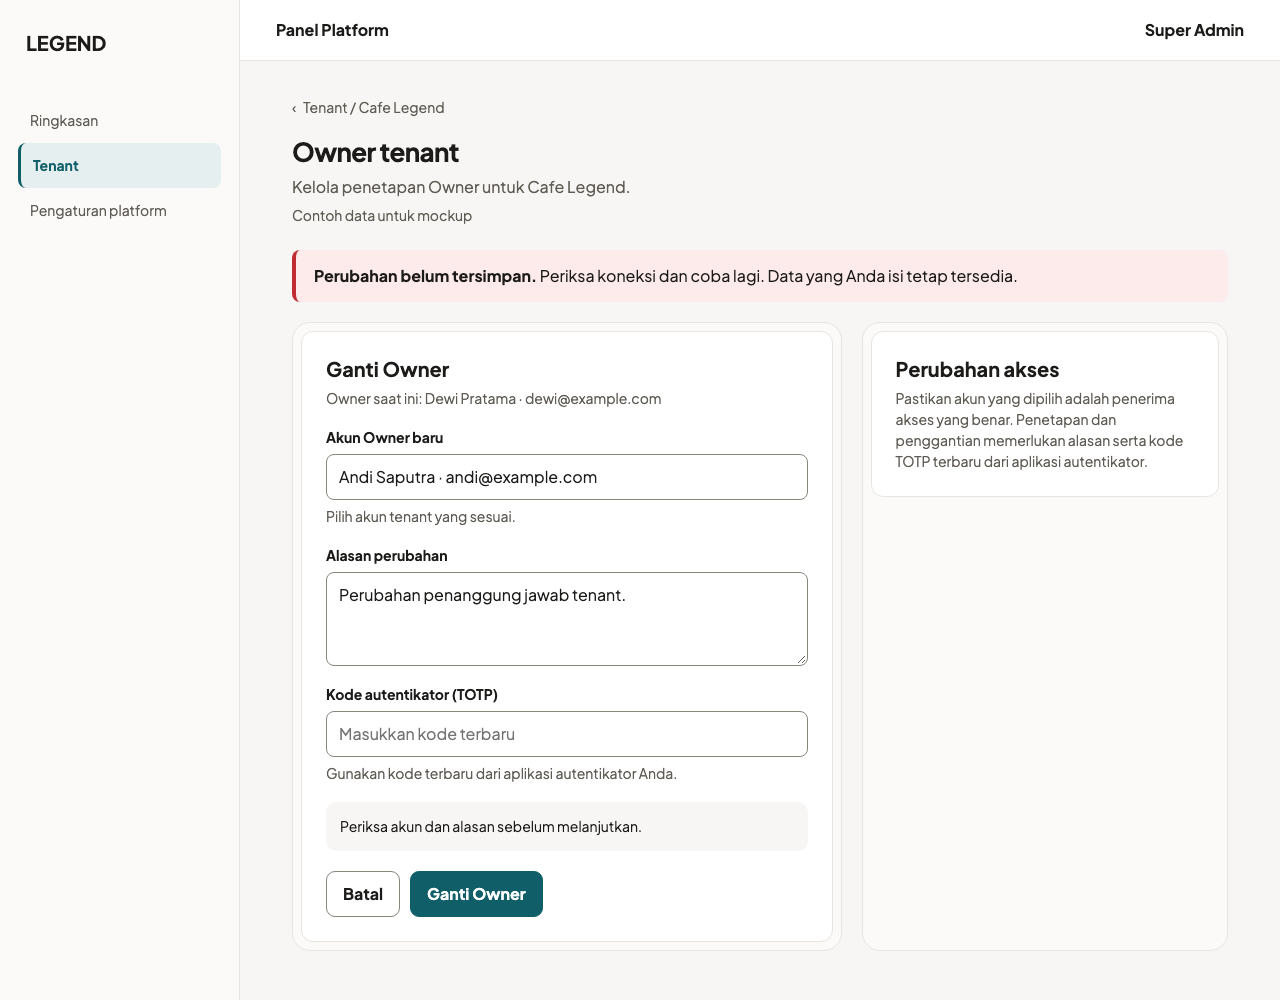 LEGEND
Panel Platform
Super Admin
Ringkasan
Tenant
Pengaturan platform
‹ Tenant / Cafe Legend
Owner tenant
Kelola penetapan Owner untuk Cafe Legend.
Contoh data untuk mockup
Perubahan belum tersimpan. Periksa koneksi dan coba lagi. Data yang Anda isi tetap tersedia.
Ganti Owner
Owner saat ini: Dewi Pratama · dewi@example.com
Akun Owner baru
Andi Saputra · andi@example.com
Pilih akun tenant yang sesuai.
Alasan perubahan
Perubahan penanggung jawab tenant.
Kode autentikator (TOTP)
Masukkan kode terbaru
Gunakan kode terbaru dari aplikasi autentikator Anda.
Periksa akun dan alasan sebelum melanjutkan.
Batal
Ganti Owner
Perubahan akses
Pastikan akun yang dipilih adalah penerima
akses yang benar. Penetapan dan
penggantian memerlukan alasan serta kode
TOTP terbaru dari aplikasi autentikator.